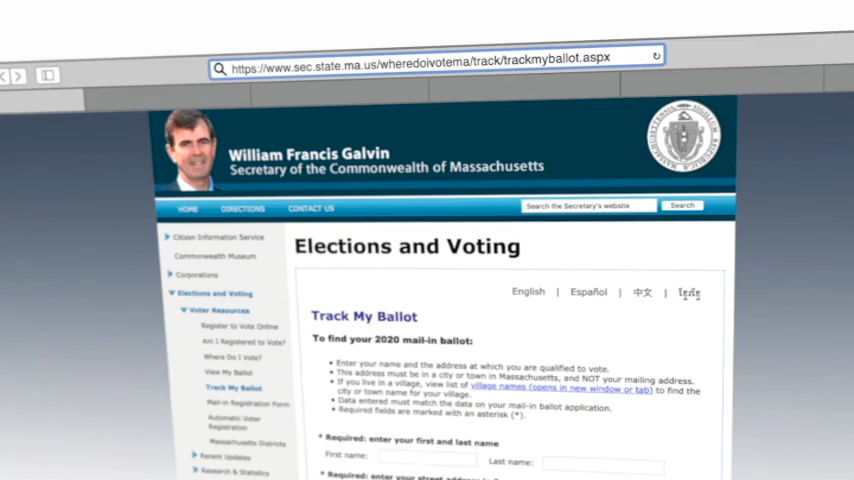 https://www.sec.state.ma.us/wheredoivotema/track/trackmyballot.aspx
William Francis Galvin
Secretary of the Commonwealth of Massachusetts
HOME DIRECTIONS CONTACT US
Search the Secretary's website Search
Citizen Information Service
Commonwealth Museum
Corporations
Elections and Voting
Voter Resources
Register to Vote Online
Am I Registered to Vote?
Where Do I Vote?
View My Ballot
Track My Ballot
Mail-in Registration Form
Automatic Voter
Registration
Massachusetts Districts
Recent Updates
Research & Statistics
Elections and Voting
English | Español | 中文 |
Track My Ballot
To find your 2020 mail-in ballot:
• Enter your name and the address at which you are qualified to vote.
• This address must be in a city or town in Massachusetts, and NOT your mailing address.
• If you live in a village, view list of village names (opens in new window or tab) to find the
city or town name for your village.
• Data entered must match the data on your mail-in ballot application.
• Required fields are marked with an asterisk (*).
* Required: enter your first and last name
First name: Last name:
* Required: enter your street address